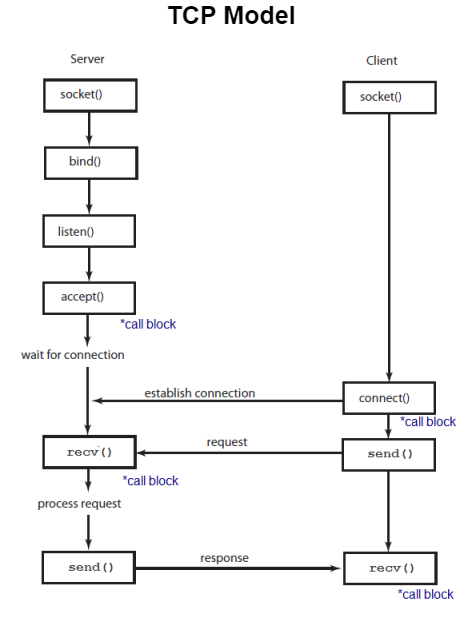 TCP Model
Server
Client
socket()
socket()
bind()
listen()
accept()
*call block
wait for connection
establish connection
connect()
*call block
request
recv()
send()
*call block
process request
send()
response
recv()
*call block